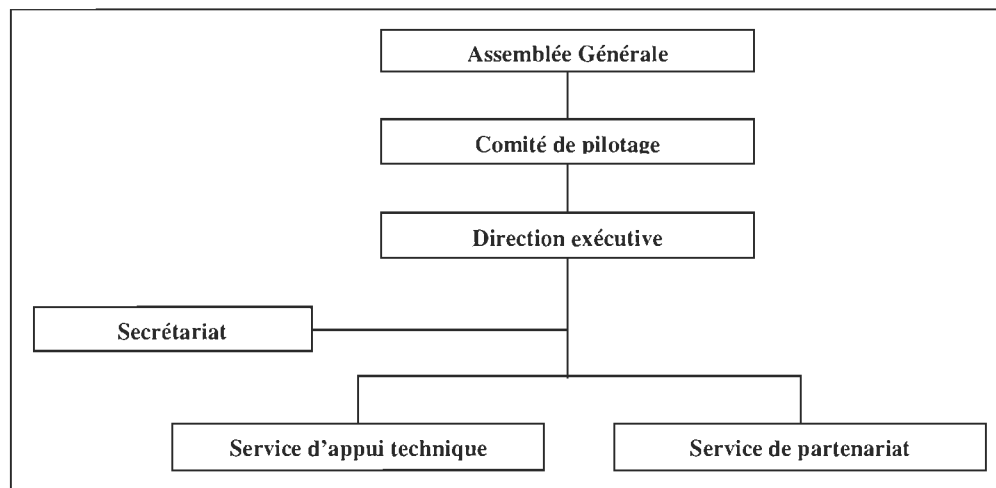 Assemblée Générale
Comité de pilotage
Direction exécutive
Secrétariat
Service d'appui technique
Service de partenariat